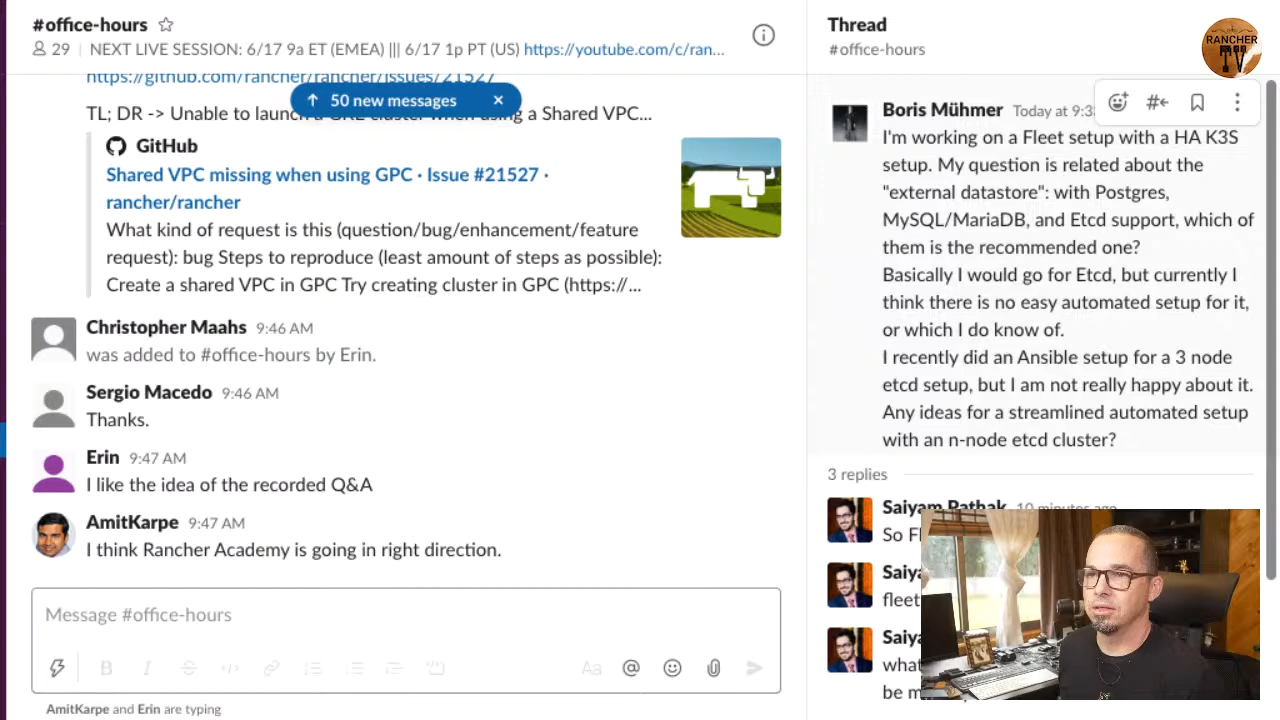 #office-hours
29 | NEXT LIVE SESSION: 6/17 9a ET (EMEA) ||| 6/17 1p PT (US) https://youtube.com/c/ran...
https://github.com/rancher/rancher/issues/21527
50 new messages
TL; DR -> Unable to launch a GKE cluster when using a Shared VPC...
GitHub
Shared VPC missing when using GPC · Issue #21527 ·
rancher/rancher
What kind of request is this (question/bug/enhancement/feature
request): bug Steps to reproduce (least amount of steps as possible):
Create a shared VPC in GPC Try creating cluster in GPC (https://...
Christopher Maahs 9:46 AM
was added to #office-hours by Erin.
Sergio Macedo 9:46 AM
Thanks.
Erin 9:47 AM
I like the idea of the recorded Q&A
AmitKarpe 9:47 AM
I think Rancher Academy is going in right direction.
Message #office-hours
Aa
AmitKarpe and Erin are typing
Thread
#office-hours
RANCHER
TV
Boris Mühmer Today at 9:3
I'm working on a Fleet setup with a HA K3S
setup. My question is related about the
"external datastore": with Postgres,
MySQL/MariaDB, and Etcd support, which of
them is the recommended one?
Basically I would go for Etcd, but currently I
think there is no easy automated setup for it,
or which I do know of.
I recently did an Ansible setup for a 3 node
etcd setup, but I am not really happy about it.
Any ideas for a streamlined automated setup
with an n-node etcd cluster?
3 replies
Saiyam Pathak 10 minutes ago
So
Saiya
fleet
Saiya
what
be